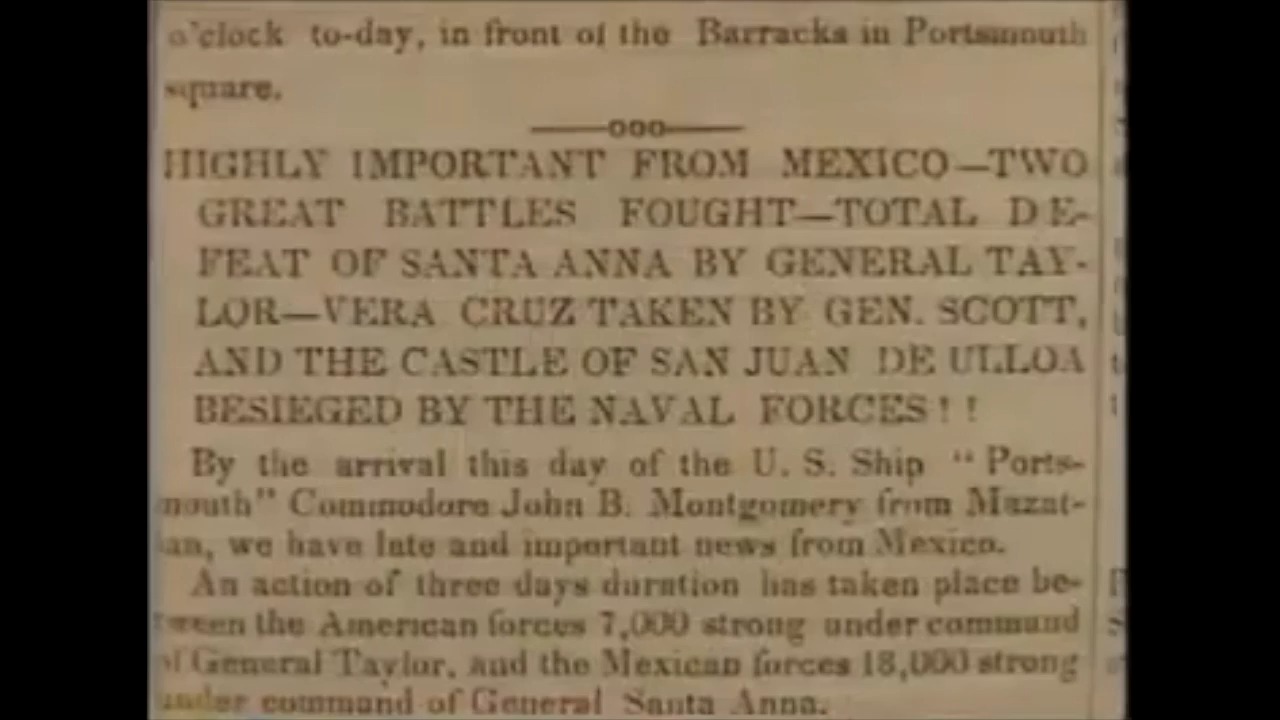 o'clock to-day, in front of the Barracks in Portsmouth
square.
——ooo——
HIGHLY IMPORTANT FROM MEXICO—TWO
GREAT BATTLES FOUGHT—TOTAL DE-
FEAT OF SANTA ANNA BY GENERAL TAY-
LOR—VERA CRUZ TAKEN BY GEN. SCOTT,
AND THE CASTLE OF SAN JUAN DE ULLOA
BESIEGED BY THE NAVAL FORCES!!
By the arrival this day of the U. S. Ship "Ports-
mouth" Commodore John B. Montgomery from Mazat-
lan, we have late and important news from Mexico.
An action of three days duration has taken place be-
tween the American forces 7,000 strong under command
of General Taylor, and the Mexican forces 18,000 strong
under command of General Santa Anna.